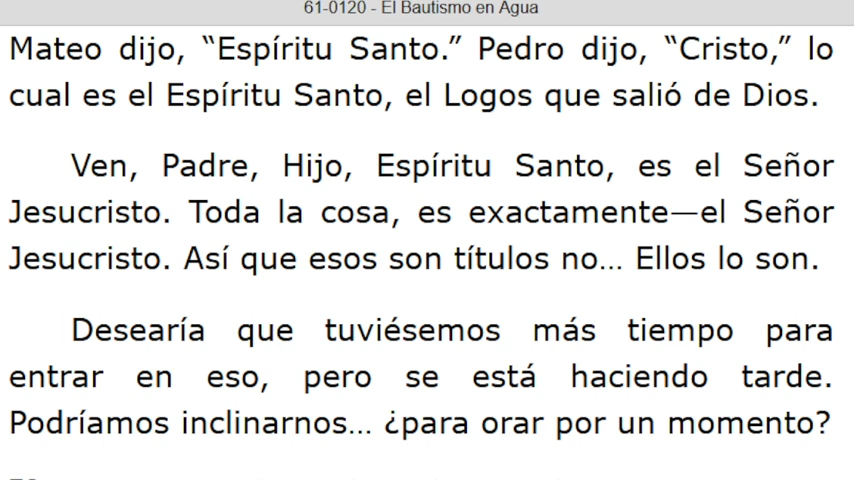 61-0120 - El Bautismo en Agua
Mateo dijo, “Espíritu Santo.” Pedro dijo, “Cristo,” lo
cual es el Espíritu Santo, el Logos que salió de Dios.
Ven, Padre, Hijo, Espíritu Santo, es el Señor
Jesucristo. Toda la cosa, es exactamente—el Señor
Jesucristo. Así que esos son títulos no... Ellos lo son.
Desearía que tuviésemos más tiempo para
entrar en eso, pero se está haciendo tarde.
Podríamos inclinarnos... ¿para orar por un momento?